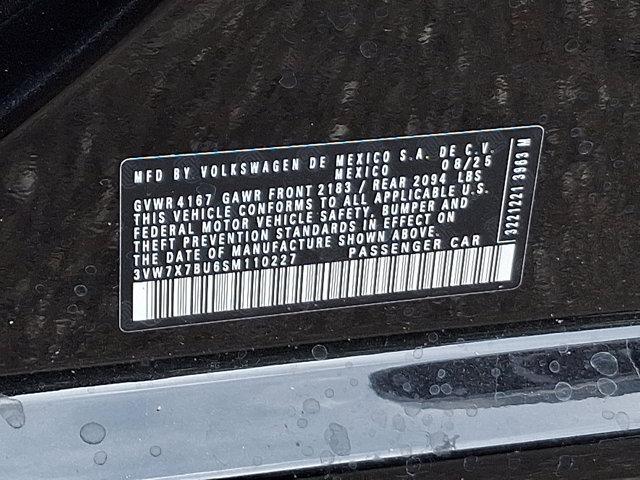 MFD BY VOLKSWAGEN DE MEXICO S.A. DE C.V.
MEXICO 08/25
GVWR 4167 GAWR FRONT 2183 / REAR 2094 LBS
THIS VEHICLE CONFORMS TO ALL APPLICABLE U.S.
FEDERAL MOTOR VEHICLE SAFETY, BUMPER AND
THEFT PREVENTION STANDARDS IN EFFECT ON
THE DATE OF MANUFACTURE SHOWN ABOVE.
3VW7X7BU6SM110227 PASSENGER CAR
3221221 3963 M